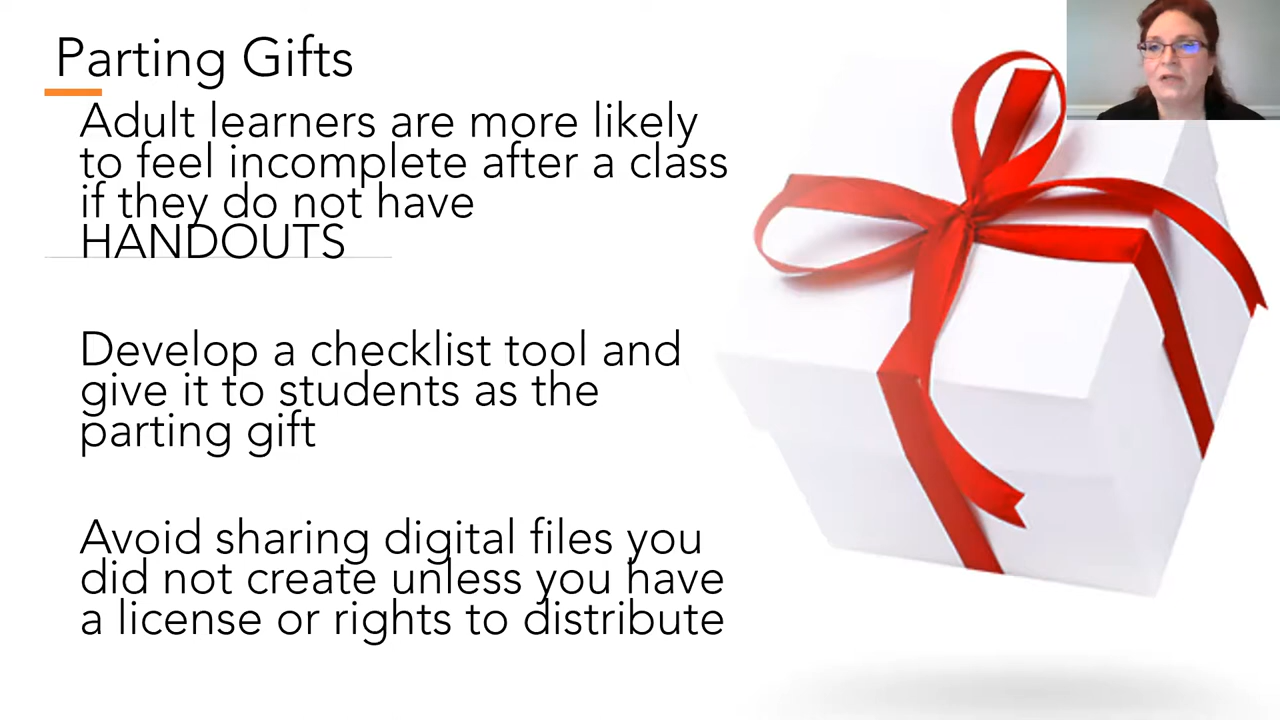 Parting Gifts
Adult learners are more likely
to feel incomplete after a class
if they do not have
HANDOUTS
Develop a checklist tool and
give it to students as the
parting gift
Avoid sharing digital files you
did not create unless you have
a license or rights to distribute